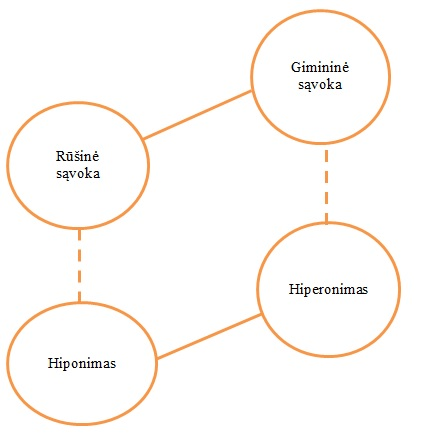 Gimininė
sąvoka
Rūšinė
sąvoka
Hiperonimas
Hiponimas